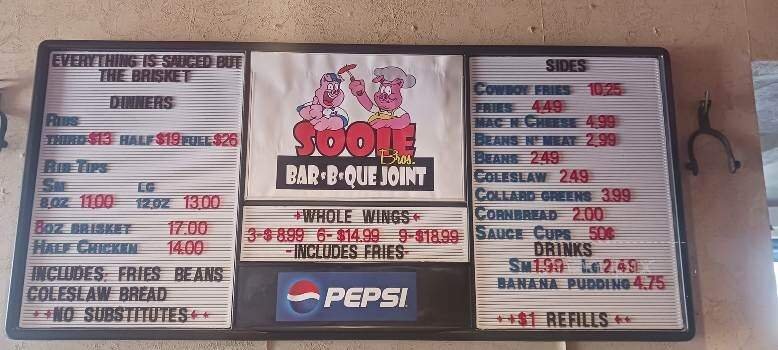 EVERYTHING IS SAUCED BUT
THE BRISKET
DINNERS
RIBS
THIRD $13 HALF $19 FULL $26
RIB TIPS
SM LG
8.OZ 11.00 12.OZ 13.00
8OZ BRISKET 17.00
HALF CHICKEN 14.00
INCLUDES: FRIES BEANS
COLESLAW BREAD
NO SUBSTITUTES
SOOIE
Bros.
BAR·B·QUE JOINT
WHOLE WINGS
3-$8.99 6-$14.99 9-$18.99
-INCLUDES FRIES-
PEPSI
SIDES
COWBOY FRIES 10.25
FRIES 4.49
MAC N CHEESE 4.99
BEANS N' MEAT 2.99
BEANS 2.49
COLESLAW 2.49
COLLARD GREENS 3.99
CORNBREAD 2.00
SAUCE CUPS 50¢
DRINKS
SM 1.99 LG 2.49
BANANA PUDDING 4.75
$1 REFILLS